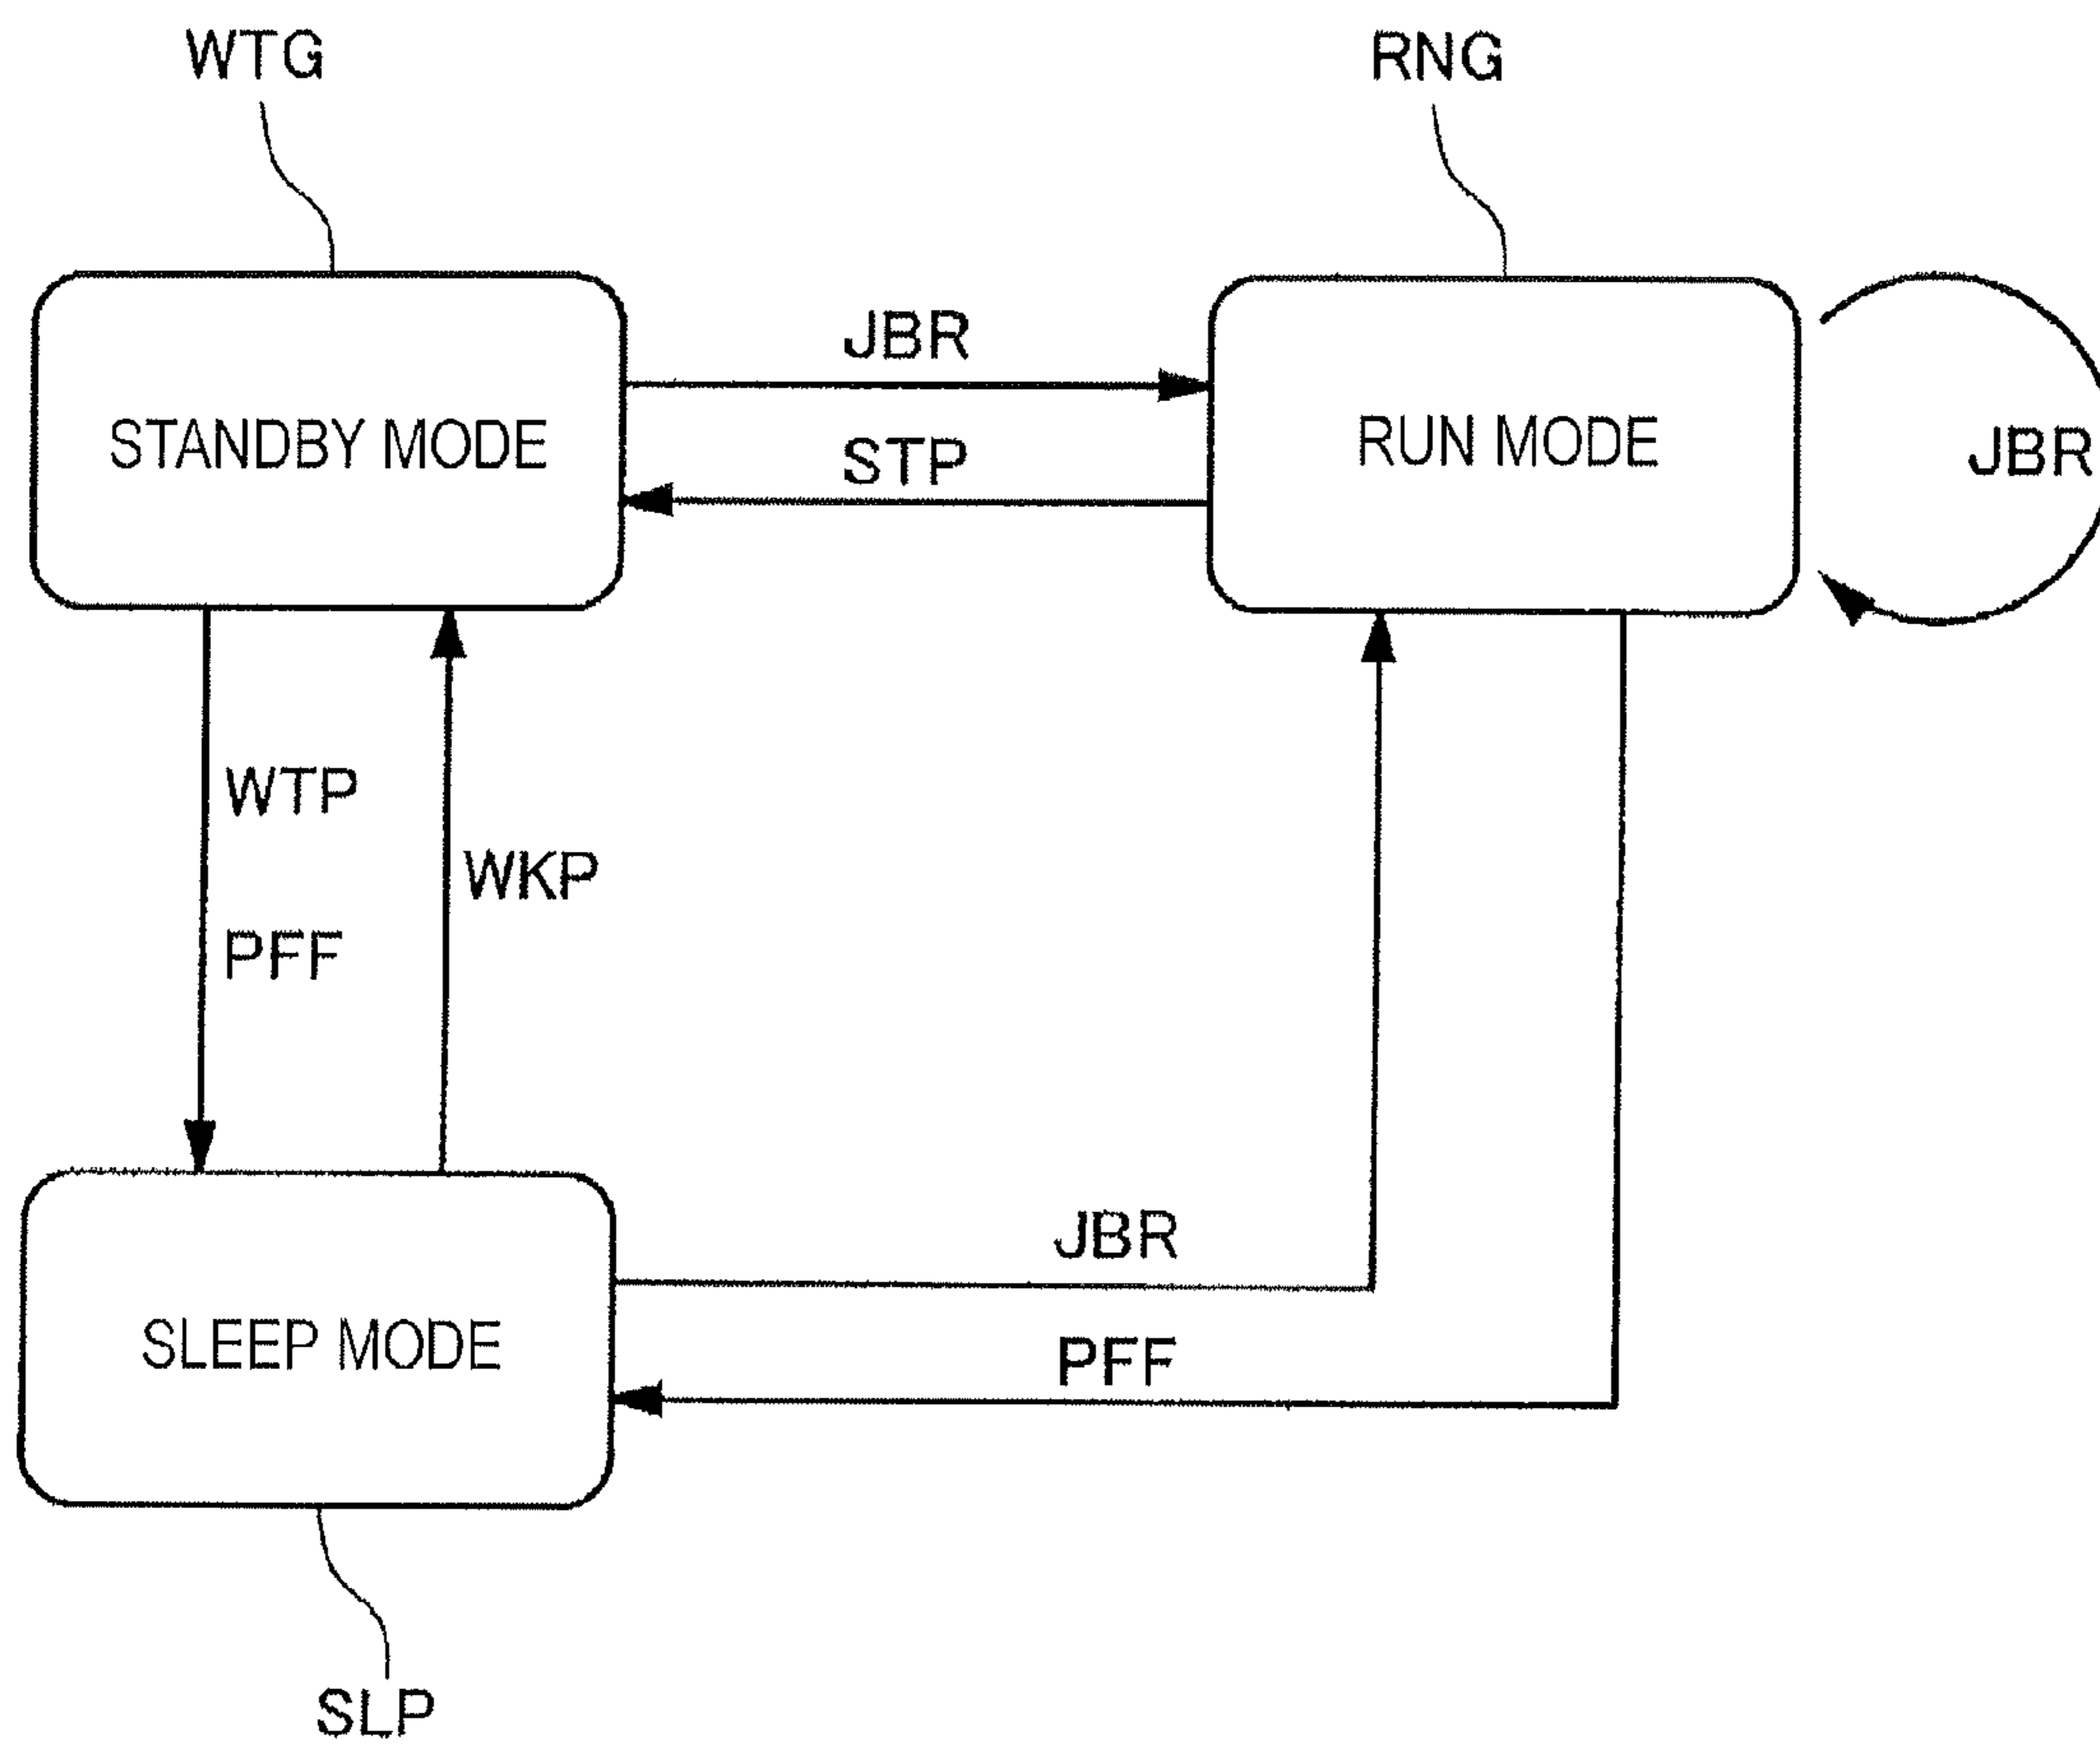 WTG
RNG
JBR
STANDBY MODE
STP
RUN MODE
JBR
WTP
WKP
PFF
JBR
SLEEP MODE
PFF
SLP